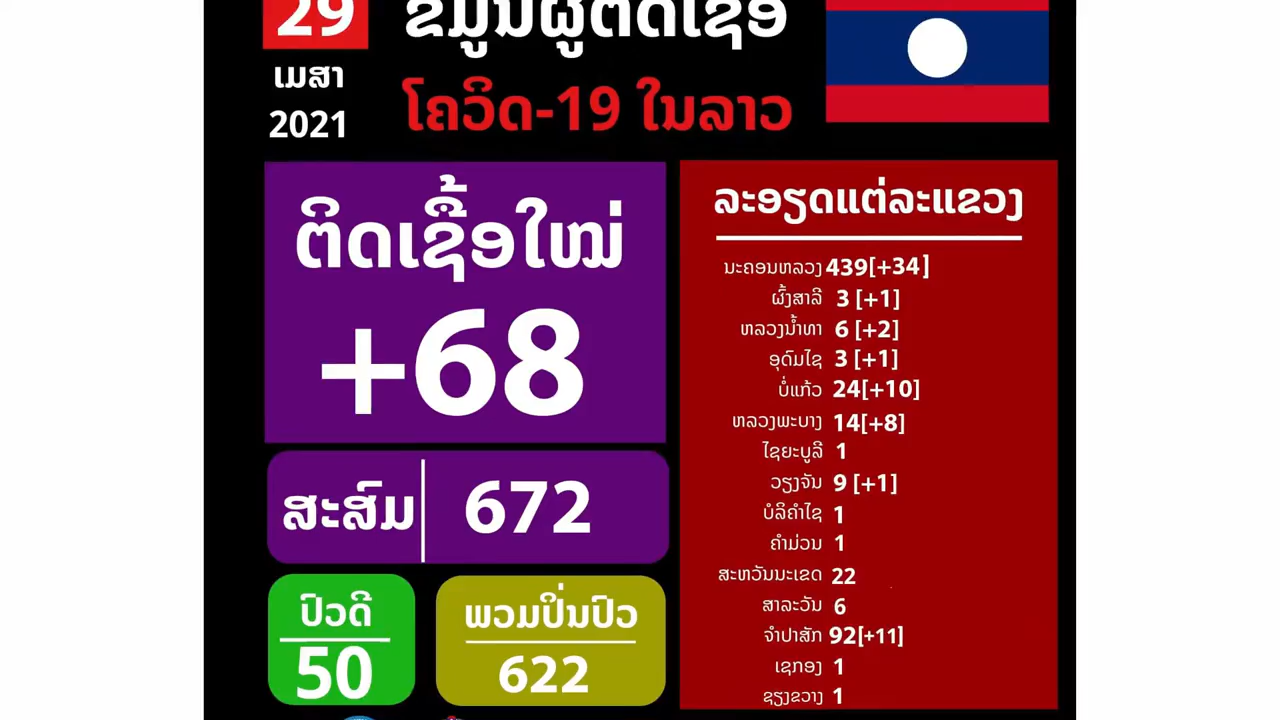 29
ເມສາ
2021
ຂໍ້ມູນຜູ້ຕິດເຊື້ອ
ໂຄວິດ-19 ໃນລາວ
ຕິດເຊື້ອໃໝ່
+68
ສະສົມ 672
ປົວດີ
50
ພວມປິ່ນປົວ
622
ລະອຽດແຕ່ລະແຂວງ
ນະຄອນຫລວງ 439[+34]
ຜົ້ງສາລີ 3 [+1]
ຫລວງນ້ຳທາ 6 [+2]
ອຸດົມໄຊ 3 [+1]
ບໍ່ແກ້ວ 24[+10]
ຫລວງພະບາງ 14[+8]
ໄຊຍະບູລີ 1
ວຽງຈັນ 9 [+1]
ບໍລິຄຳໄຊ 1
ຄຳມ່ວນ 1
ສະຫວັນນະເຂດ 22
ສາລະວັນ 6
ຈຳປາສັກ 92[+11]
ເຊກອງ 1
ຊຽງຂວາງ 1